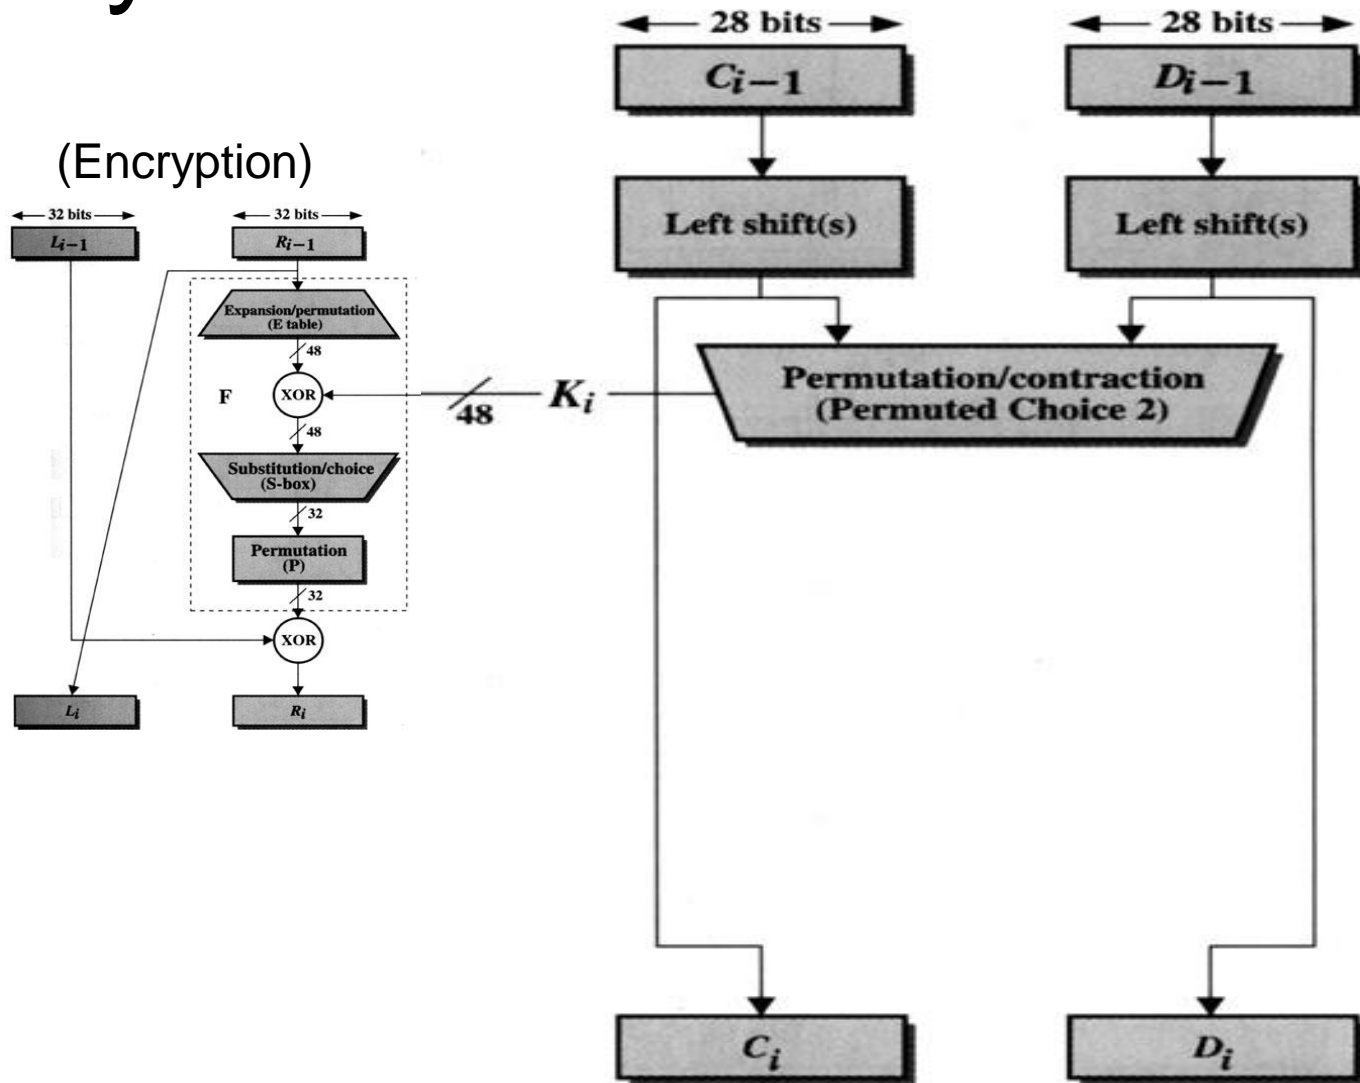 y
(Encryption)
32 bits
32 bits
Li−1
Ri−1
Expansion/permutation
(E table)
48
F
XOR
48
Substitution/choice
(S-box)
32
Permutation
(P)
32
XOR
Li
Ri
28 bits
28 bits
Ci−1
Di−1
Left shift(s)
Left shift(s)
Permutation/contraction
(Permuted Choice 2)
Ki
48
Ci
Di